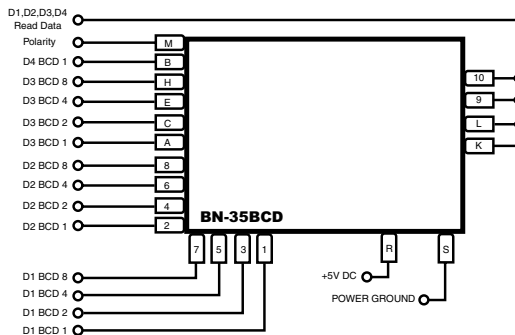 D1,D2,D3,D4
Read Data
Polarity M
D4 BCD 1 B
D3 BCD 8 H
D3 BCD 4 E
D3 BCD 2 C
D3 BCD 1 A
D2 BCD 8 8
D2 BCD 4 6
D2 BCD 2 4
D2 BCD 1 2
10
9
L
K
BN-35BCD
7 5 3 1 R S
D1 BCD 8
D1 BCD 4
D1 BCD 2
D1 BCD 1
+5V DC
POWER GROUND